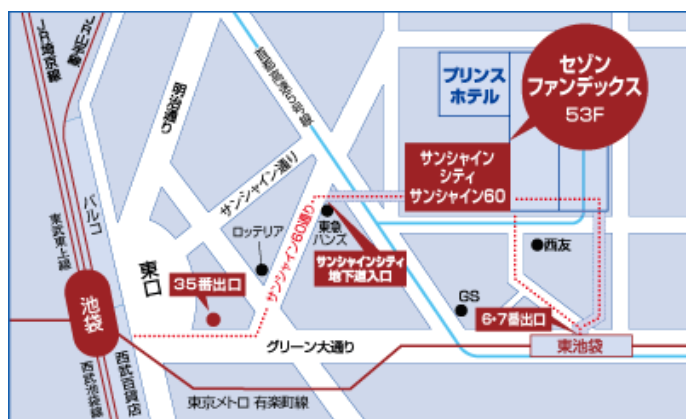 JR埼京線
JR山手線
明治通り
首都高速5号線
プリンス
ホテル
セゾン
ファンデックス
53F
サンシャイン
シティ
サンシャイン60
サンシャイン通り
パルコ
東武東上線
ロッテリア
サンシャイン60通り
東急
ハンズ
サンシャインシティ
地下道入口
西友
東口
35番出口
池袋
GS
6・7番出口
グリーン大通り
東池袋
西武池袋線
西武百貨店
東京メトロ 有楽町線